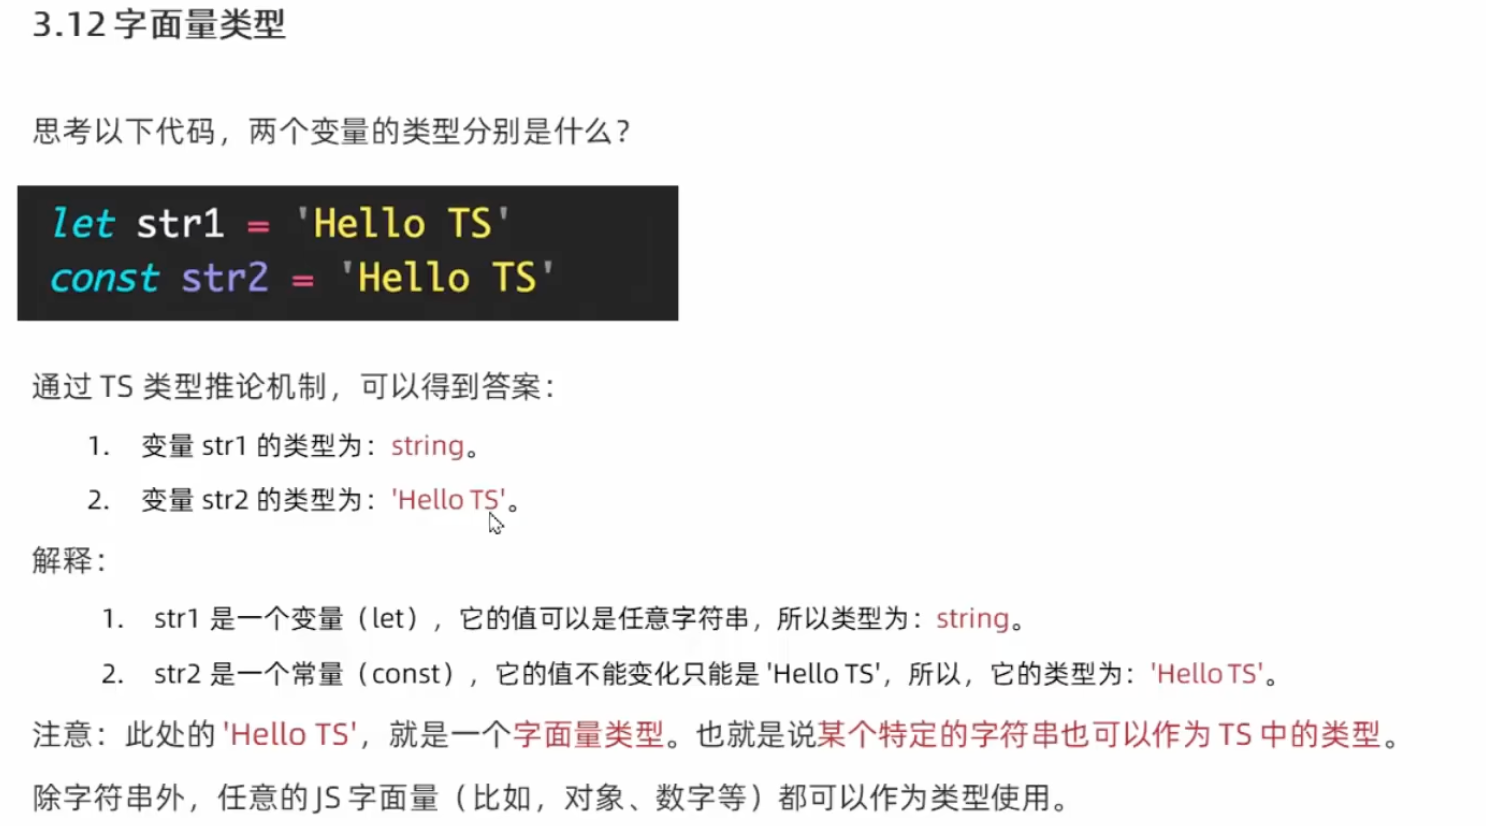 3.12 字面量类型
思考以下代码，两个变量的类型分别是什么？
let str1 = 'Hello TS'
const str2 = 'Hello TS'
通过 TS 类型推论机制，可以得到答案：
1. 变量 str1 的类型为：string。
2. 变量 str2 的类型为：'Hello TS'。
解释：
1. str1 是一个变量（let），它的值可以是任意字符串，所以类型为：string。
2. str2 是一个常量（const），它的值不能变化只能是 'Hello TS'，所以，它的类型为：'Hello TS'。
注意：此处的 'Hello TS'，就是一个字面量类型。也就是说某个特定的字符串也可以作为 TS 中的类型。
除字符串外，任意的 JS 字面量（比如，对象、数字等）都可以作为类型使用。